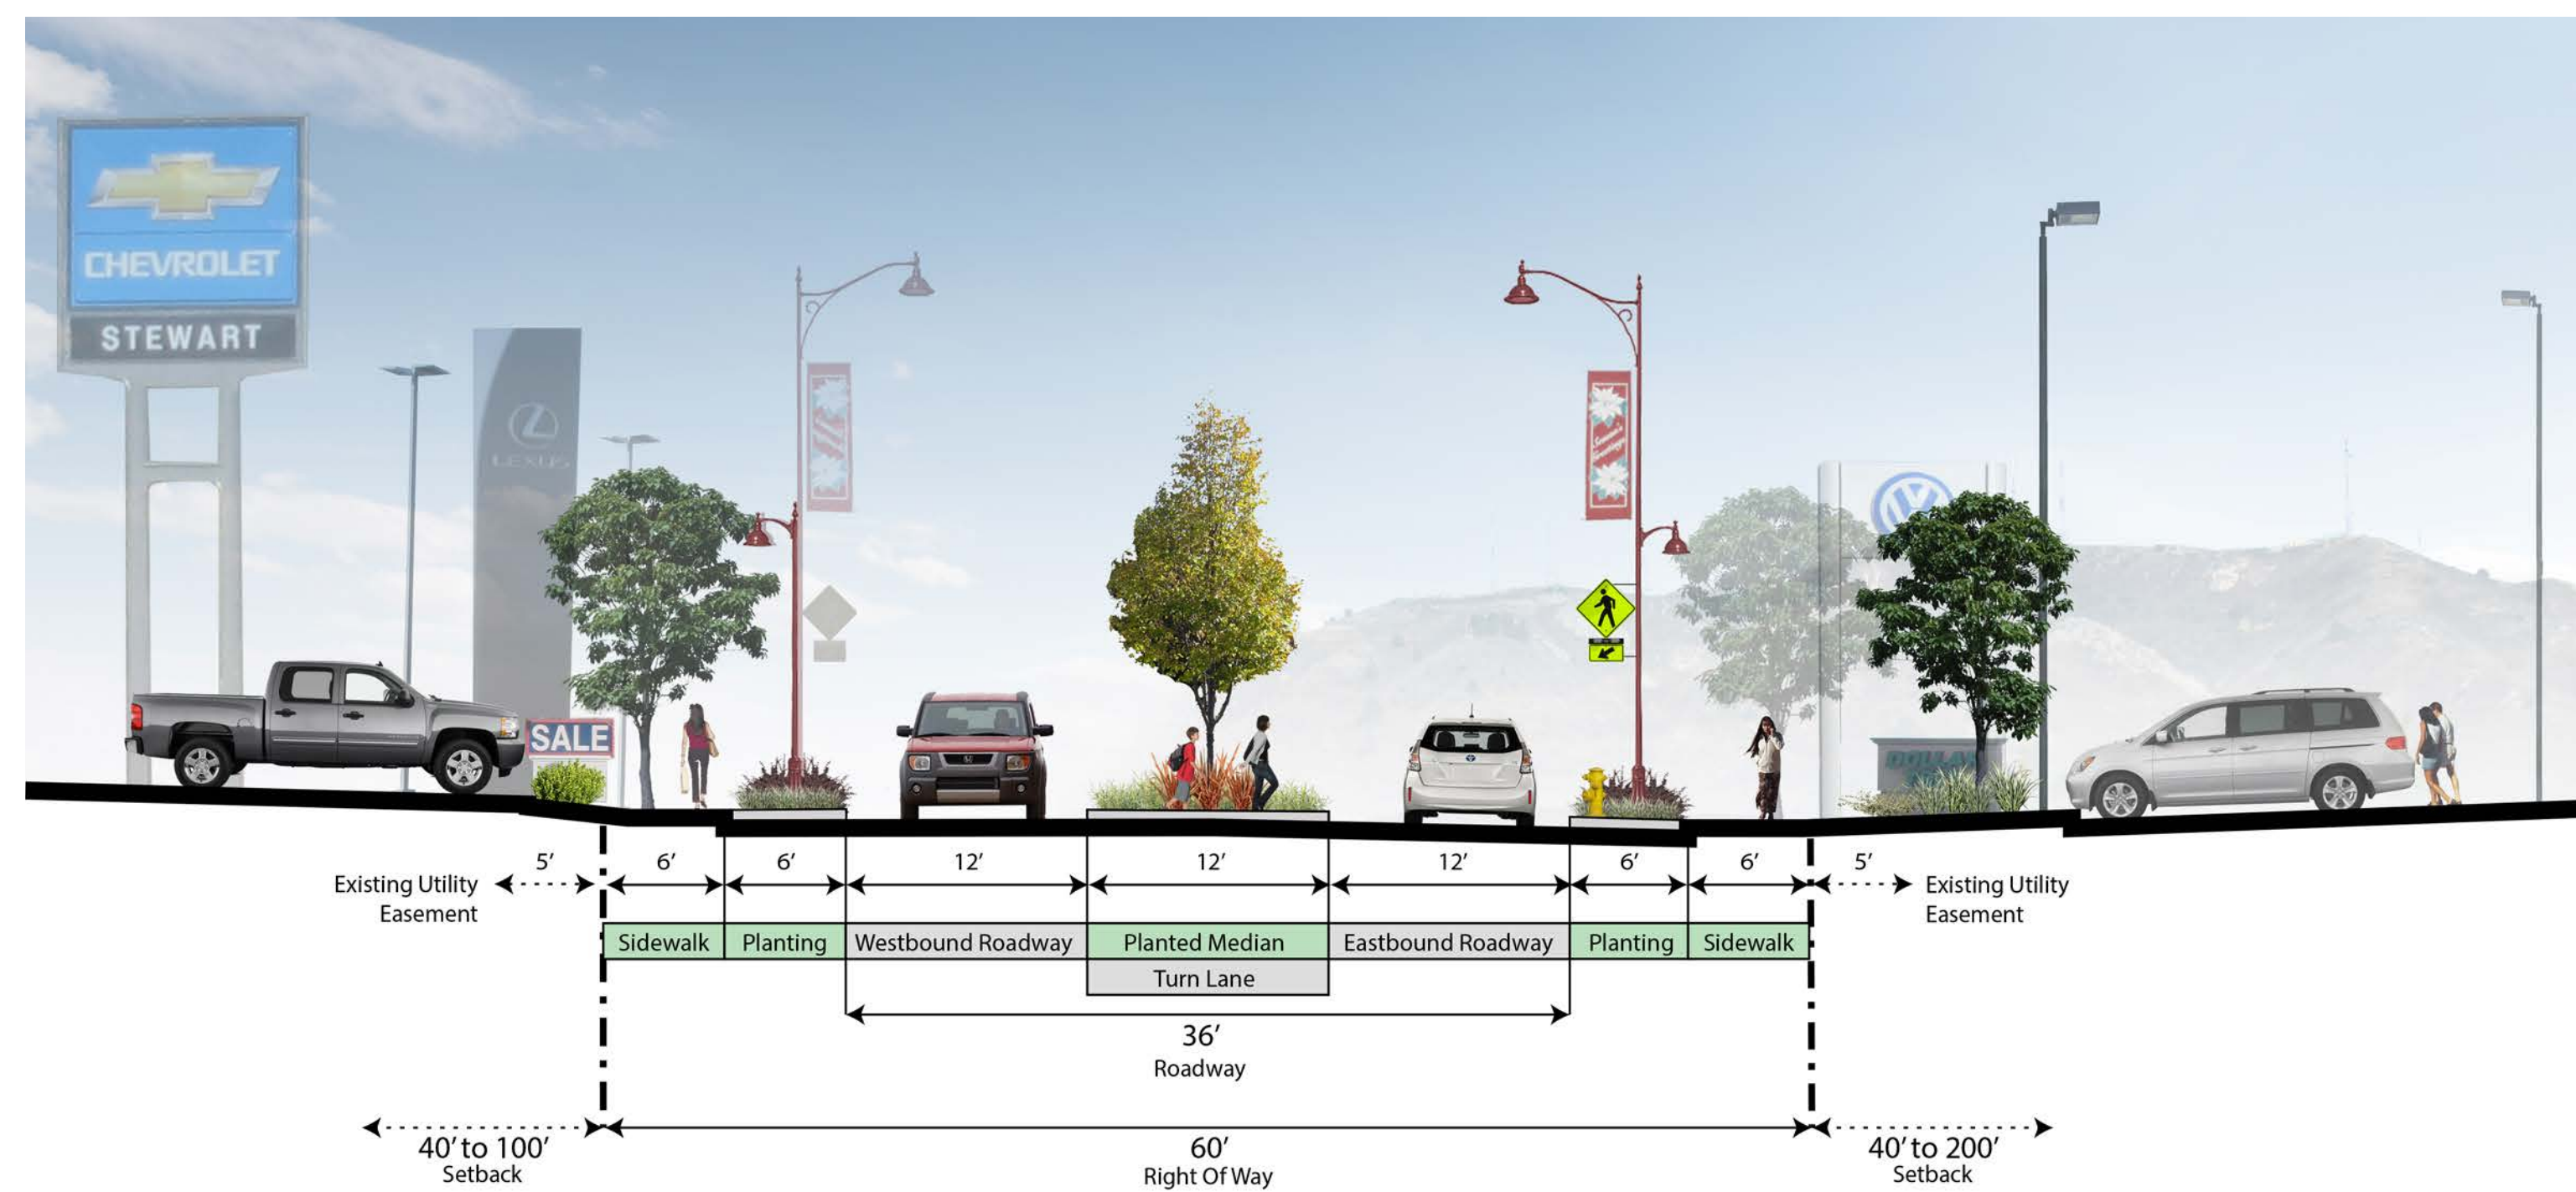 CHEVROLET
STEWART
LEXUS
SALE
5’
6’
6’
12’
12’
12’
6’
6’
5’
Existing Utility
Easement
Existing Utility
Easement
Sidewalk
Planting
Westbound Roadway
Planted Median
Eastbound Roadway
Planting
Sidewalk
Turn Lane
36’
Roadway
40’ to 100’
Setback
60’
Right Of Way
40’ to 200’
Setback